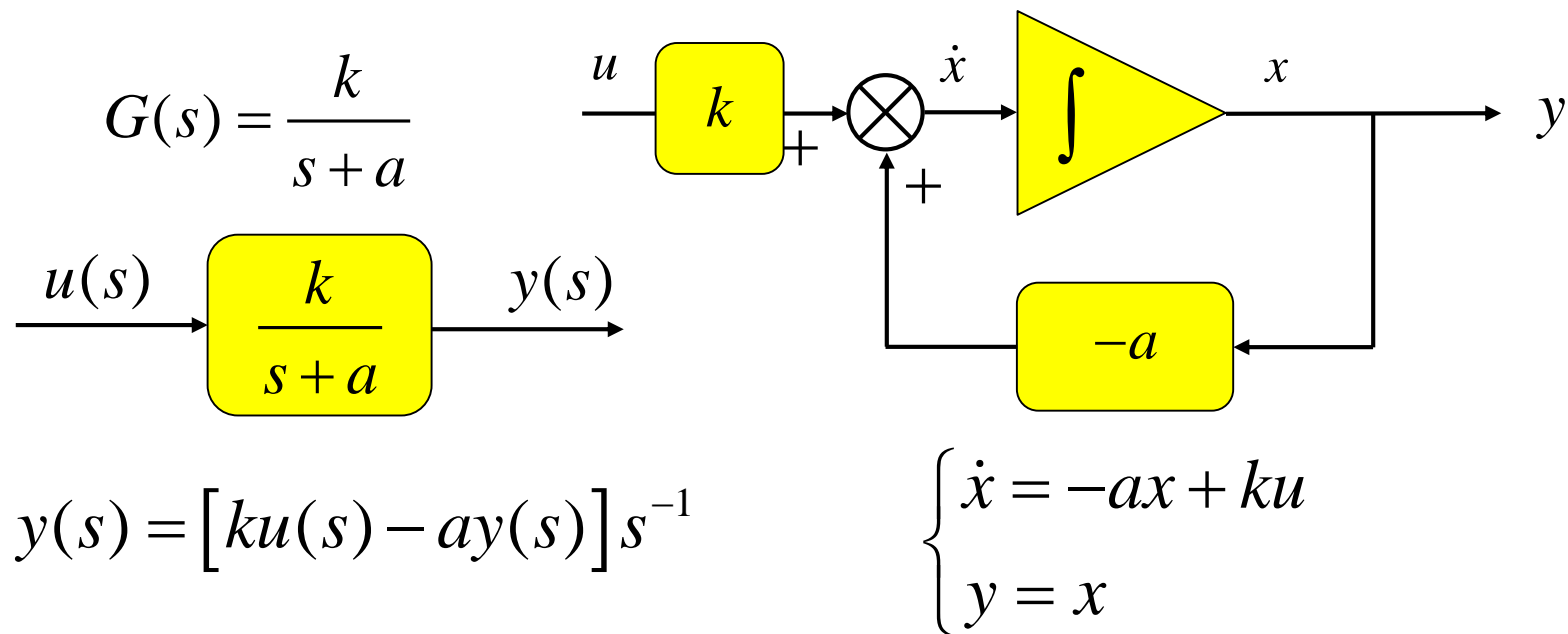 G(s) = k/(s + a)
u k + ẋ ∫ x y
+
−a
u(s) k/(s + a) y(s)
y(s) = [ku(s) − ay(s)]s⁻¹
{ẋ = −ax + ku
y = x